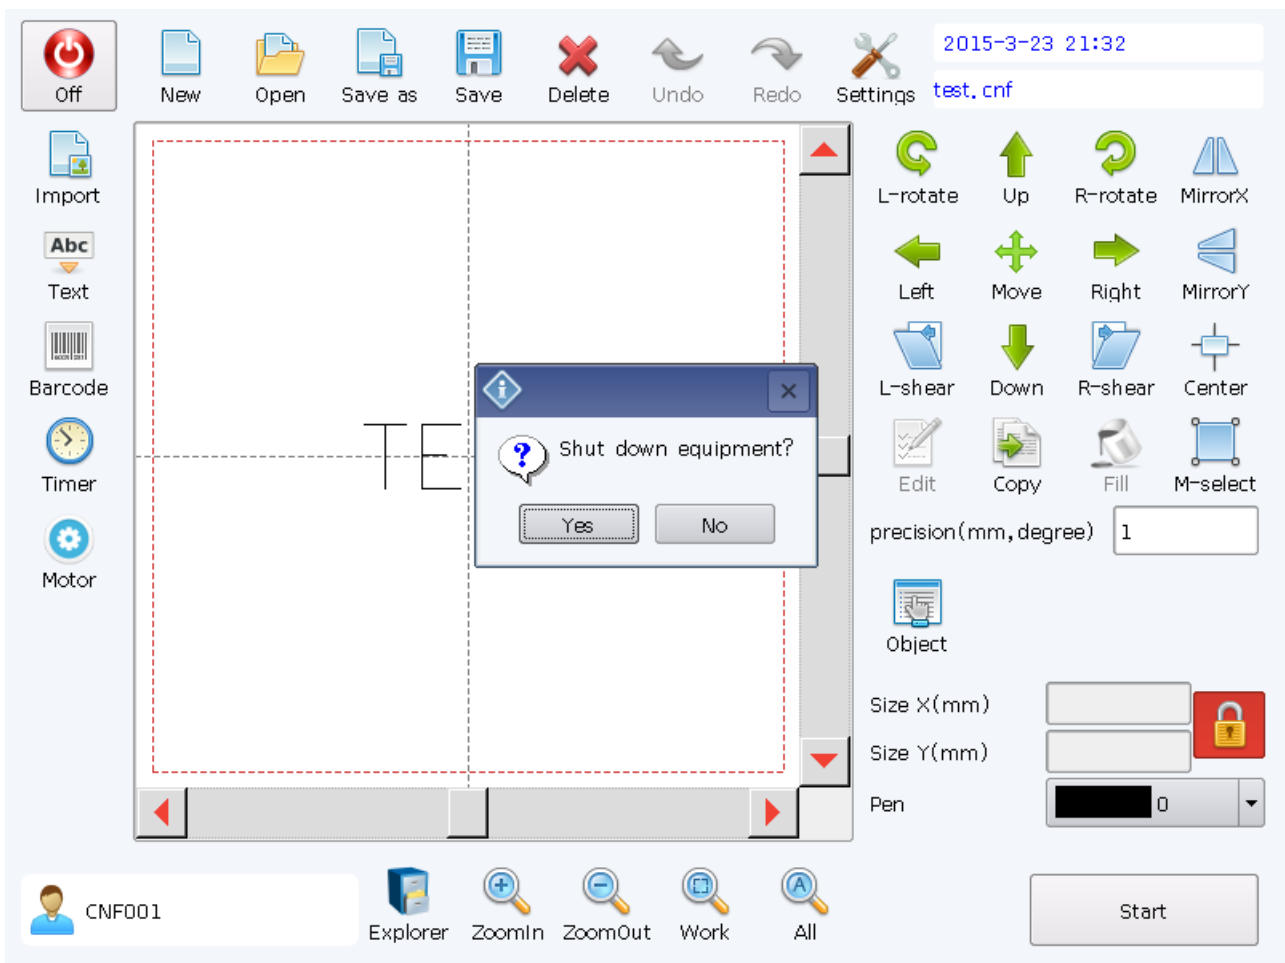 Off
New
Open
Save as
Save
Delete
Undo
Redo
Settings
2015-3-23 21:32
test.cnf
Import
Abc
Text
Barcode
Timer
Motor
TE
Shut down equipment?
Yes
No
L-rotate
Up
R-rotate
MirrorX
Left
Move
Right
MirrorY
L-shear
Down
R-shear
Center
Edit
Copy
Fill
M-select
precision(mm,degree)
1
Object
Size X(mm)
Size Y(mm)
Pen
0
CNF001
Explorer
ZoomIn
ZoomOut
Work
A
All
Start